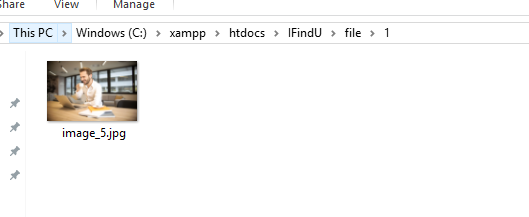 Share View Manage
This PC > Windows (C:) > xampp > htdocs > IFindU > file > 1
image_5.jpg